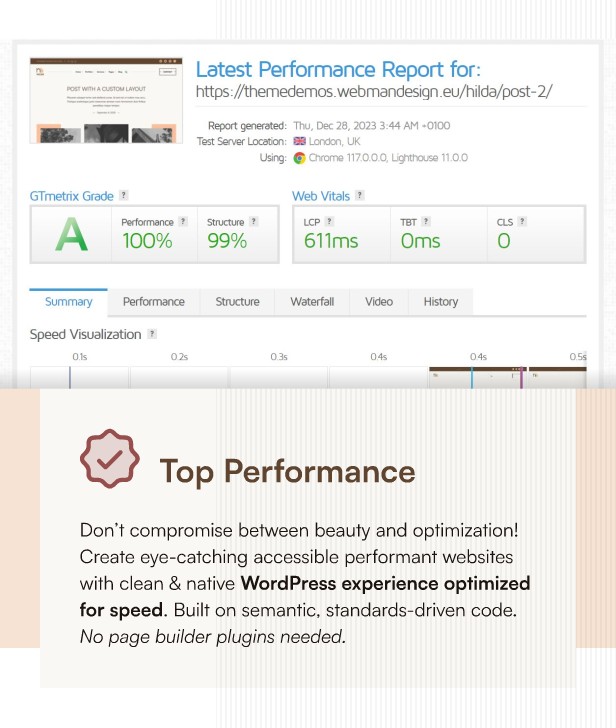 Latest Performance Report for:
https://themedemos.webmandesign.eu/hilda/post-2/
POST WITH A CUSTOM LAYOUT
Report generated: Thu, Dec 28, 2023 3:44 AM +0100
Test Server Location: London, UK
Using: Chrome 117.0.0.0, Lighthouse 11.0.0
GTmetrix Grade ?
Web Vitals ?
A
Performance ?
100%
Structure ?
99%
LCP ?
611ms
TBT ?
0ms
CLS ?
0
Summary Performance Structure Waterfall Video History
Speed Visualization ?
0.1s 0.2s 0.3s 0.4s 0.4s 0.5s
Top Performance
Don’t compromise between beauty and optimization!
Create eye-catching accessible performant websites
with clean & native WordPress experience optimized
for speed. Built on semantic, standards-driven code.
No page builder plugins needed.